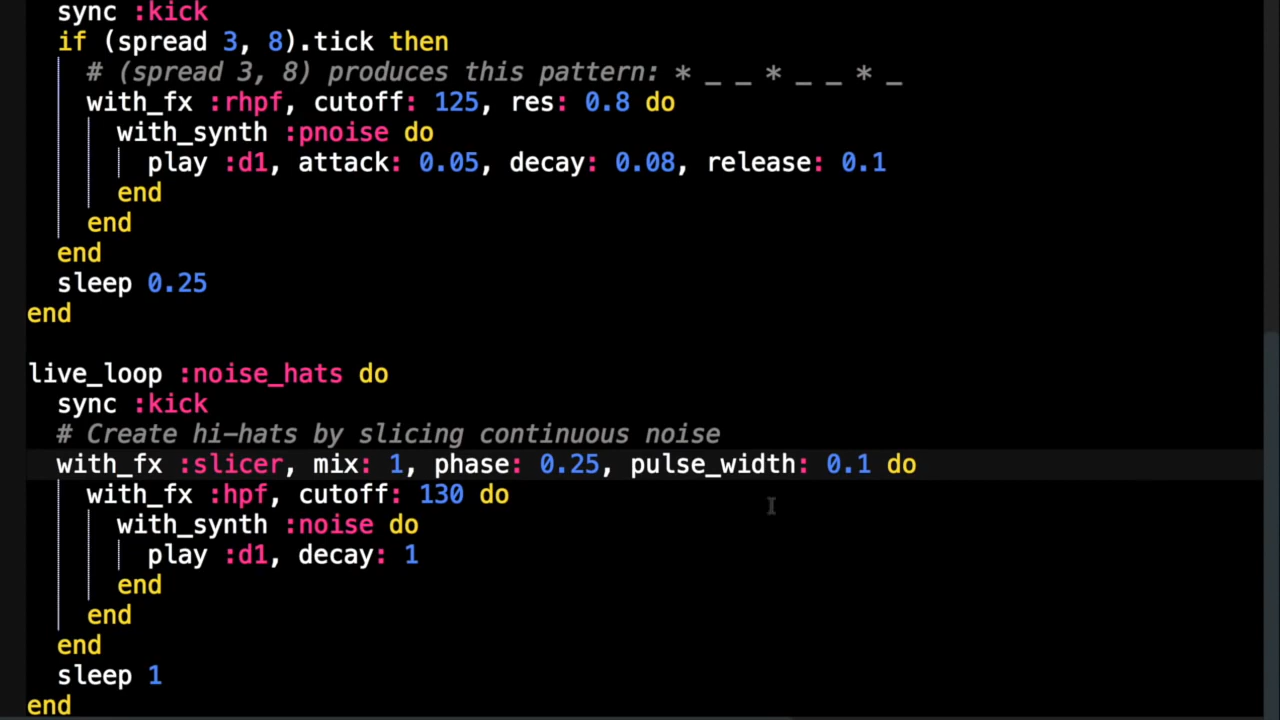 sync :kick
if (spread 3, 8).tick then
# (spread 3, 8) produces this pattern: * _ _ * _ _ * _
with_fx :rhpf, cutoff: 125, res: 0.8 do
with_synth :pnoise do
play :d1, attack: 0.05, decay: 0.08, release: 0.1
end
end
end
sleep 0.25
end
live_loop :noise_hats do
sync :kick
# Create hi-hats by slicing continuous noise
with_fx :slicer, mix: 1, phase: 0.25, pulse_width: 0.1 do
with_fx :hpf, cutoff: 130 do
with_synth :noise do
play :d1, decay: 1
end
end
end
sleep 1
end